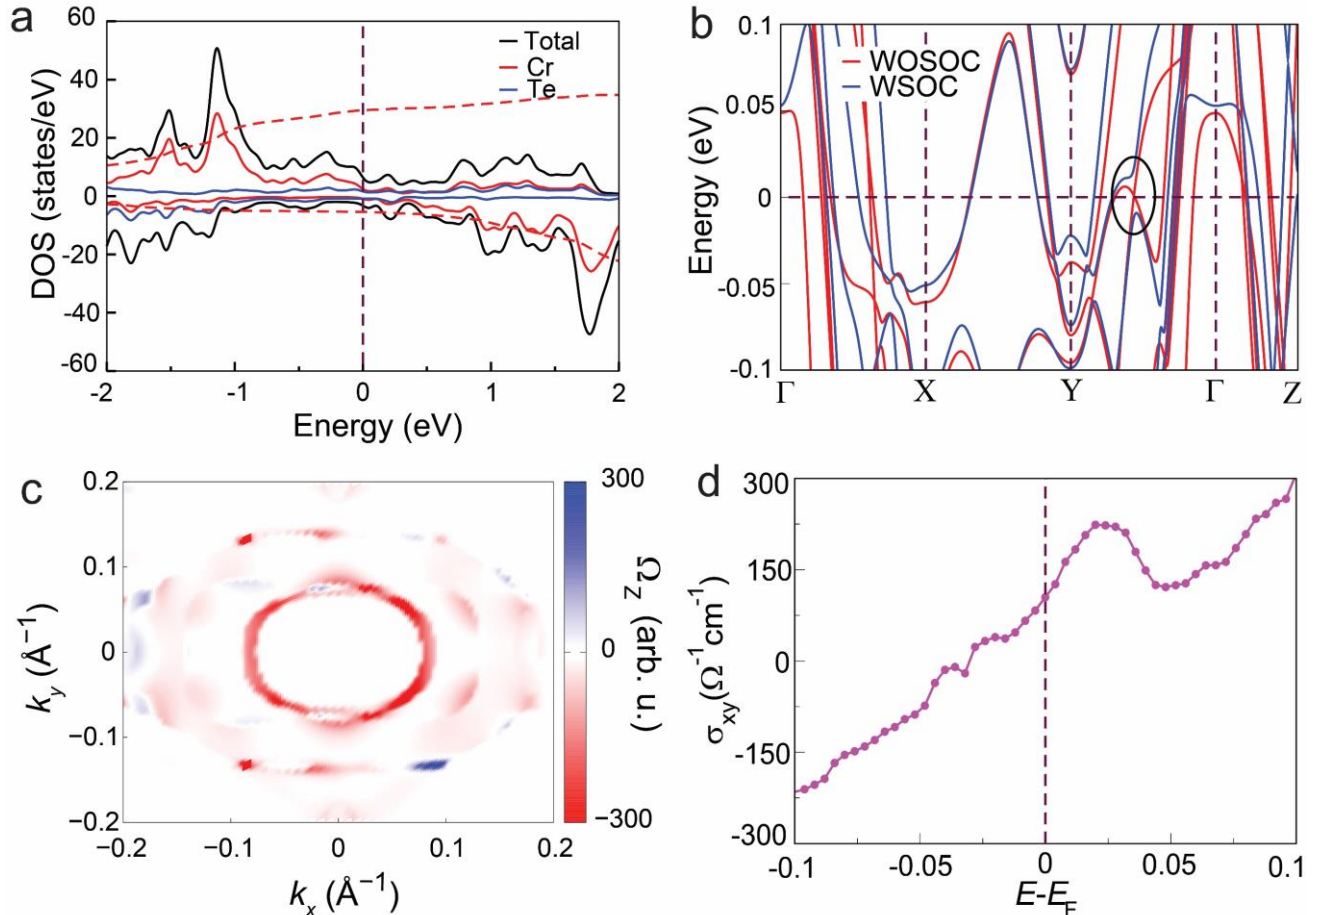 a
60
40
20
0
-20
-40
-60
DOS (states/eV)
Total
Cr
Te
-2
-1
0
1
2
Energy (eV)
b
0.1
0.05
0
-0.05
-0.1
Energy (eV)
WOSOC
WSOC
Γ
X
Y
Γ
Z
c
0.2
0.1
0
−0.1
−0.2
k_y (Å⁻¹)
−0.2
−0.1
0
0.1
0.2
k_x (Å⁻¹)
300
0
−300
Ω_Z (arb. u.)
d
300
150
0
-150
-300
σ_xy(Ω⁻¹cm⁻¹)
-0.1
-0.05
0
0.05
0.1
E-E_F